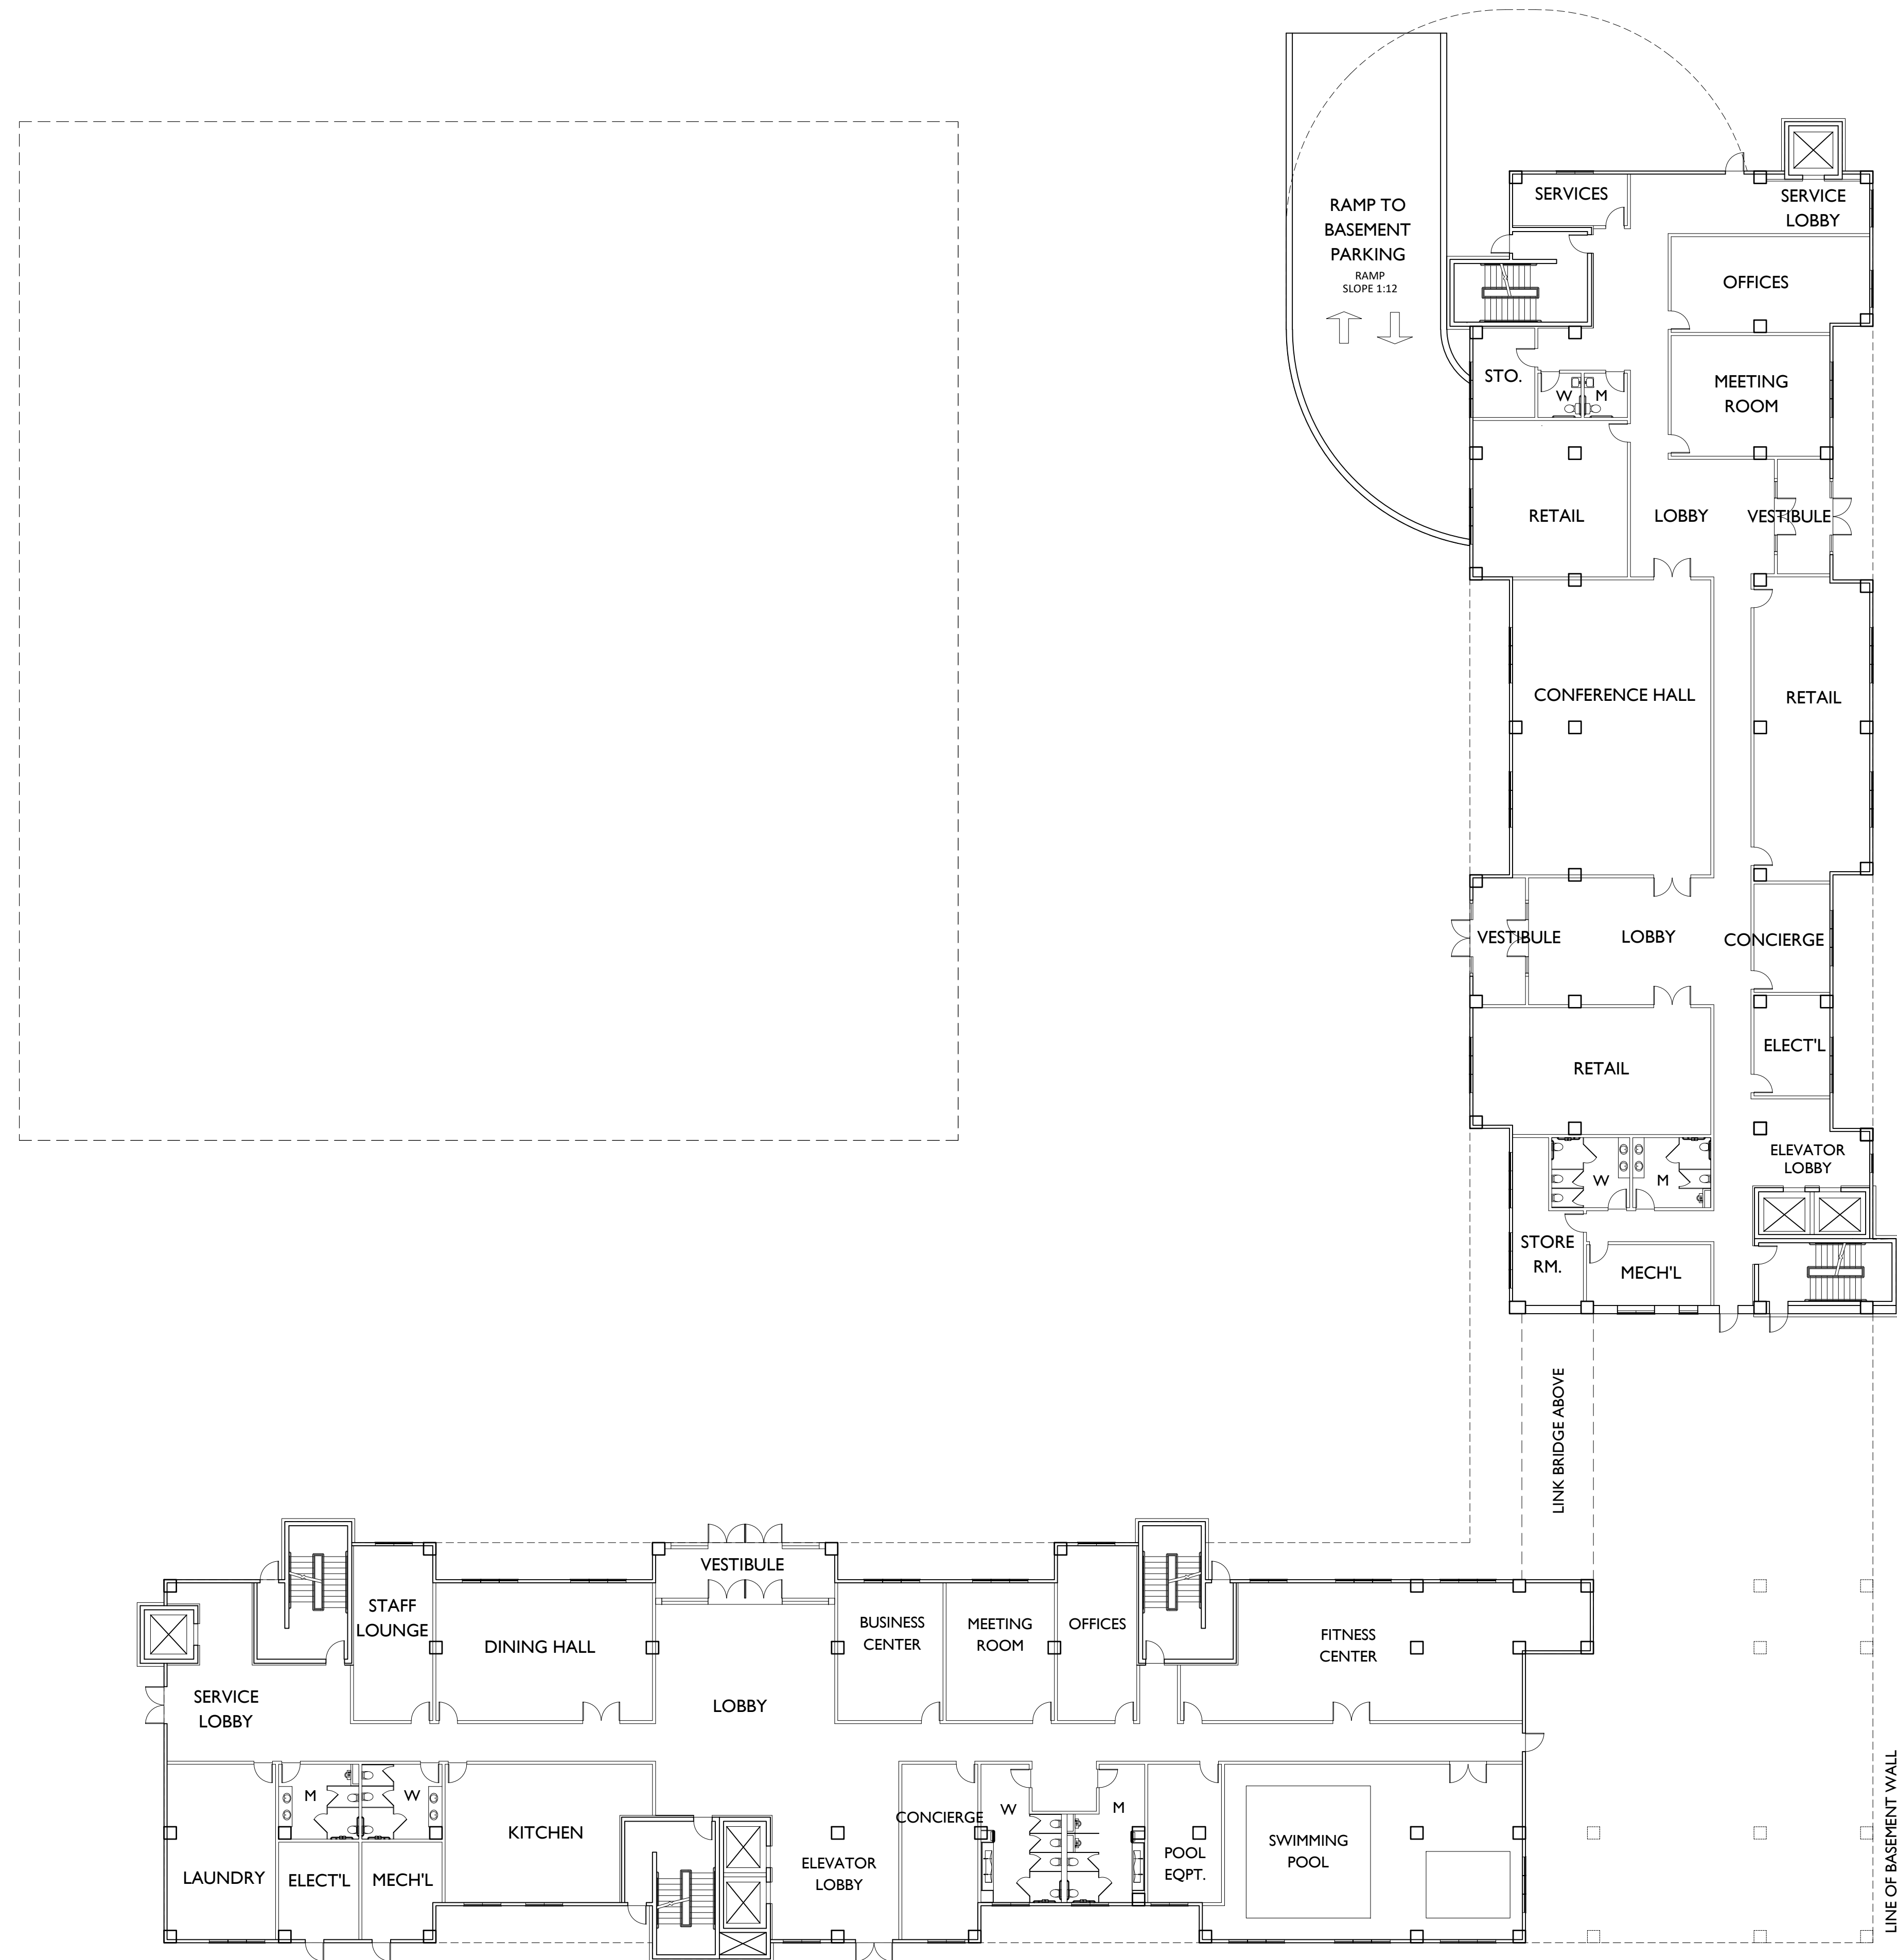 RAMP TO
BASEMENT
PARKING
RAMP
SLOPE 1:12
SERVICES
SERVICE
LOBBY
OFFICES
STO.
W
M
MEETING
ROOM
RETAIL
LOBBY
VESTIBULE
CONFERENCE HALL
RETAIL
VESTIBULE
LOBBY
CONCIERGE
RETAIL
ELECT'L
ELEVATOR
LOBBY
W
M
STORE
RM.
MECH'L
LINK BRIDGE ABOVE
VESTIBULE
STAFF
LOUNGE
DINING HALL
BUSINESS
CENTER
MEETING
ROOM
OFFICES
FITNESS
CENTER
SERVICE
LOBBY
LOBBY
M
W
KITCHEN
CONCIERGE
W
M
LAUNDRY
ELECT'L
MECH'L
ELEVATOR
LOBBY
POOL
EQPT.
SWIMMING
POOL
LINE OF BASEMENT WALL